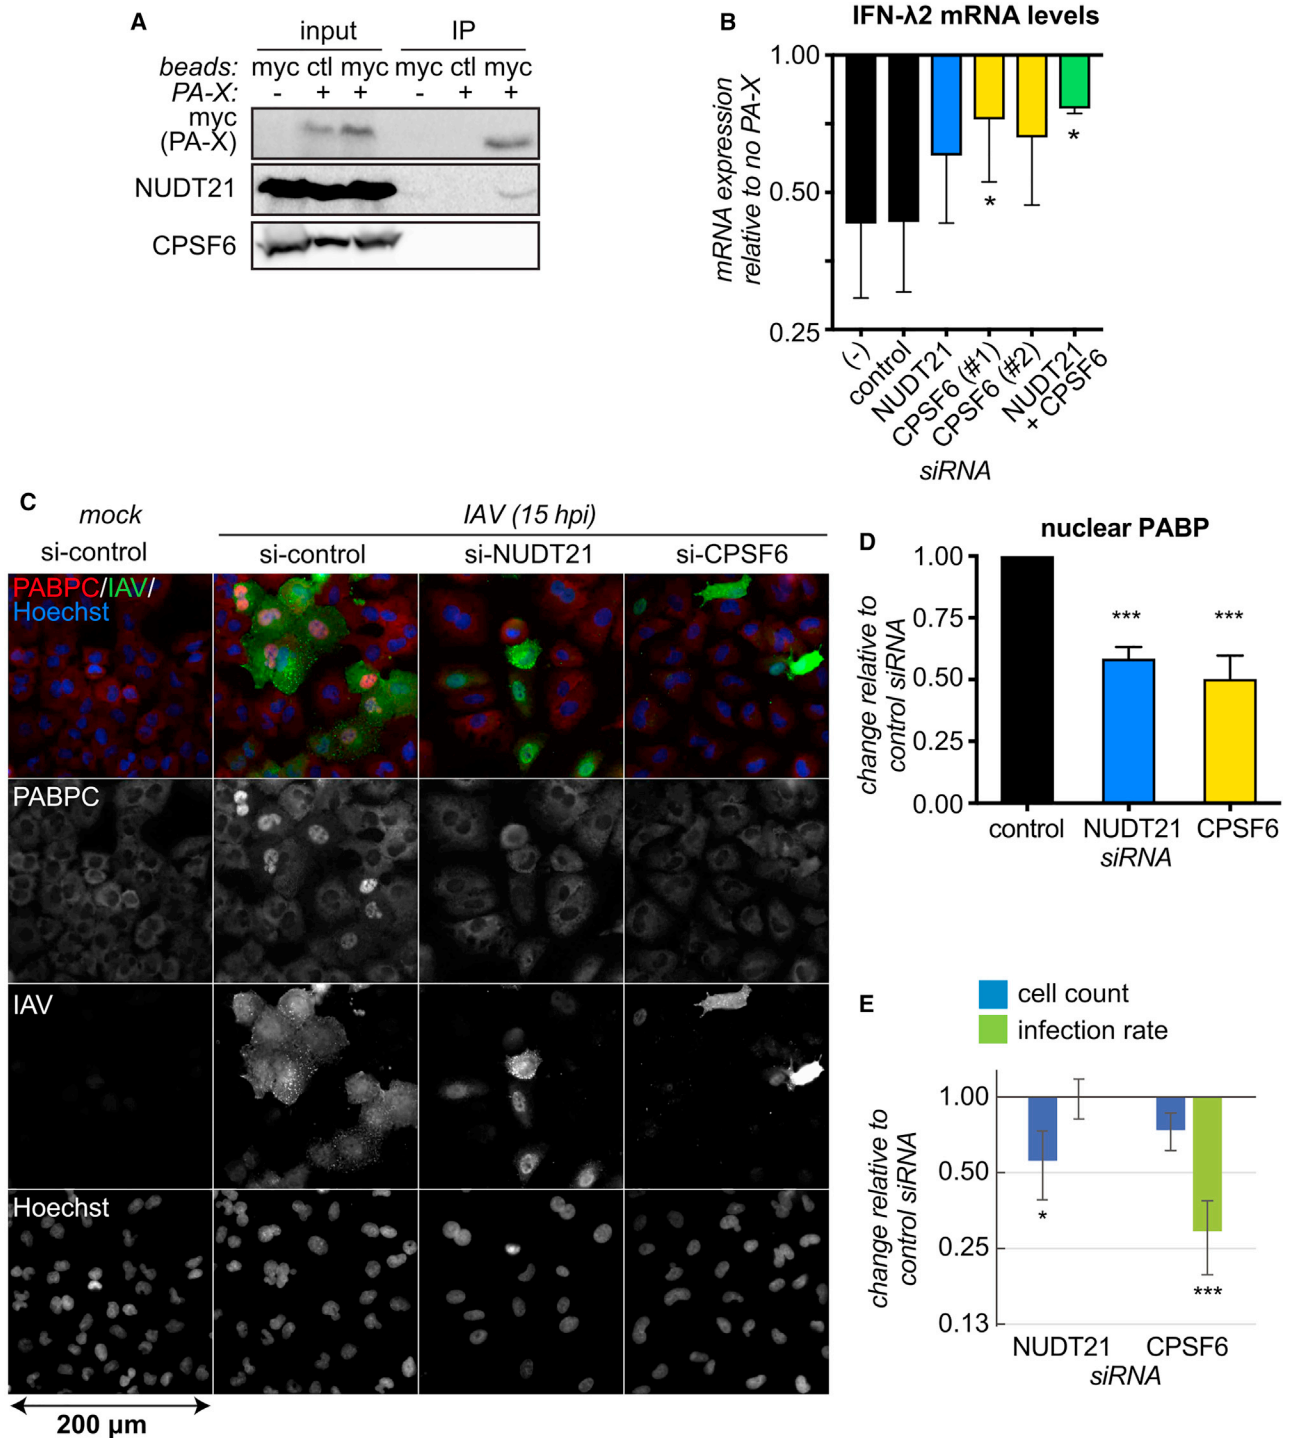 A
input IP
beads: myc ctl myc myc ctl myc
PA-X: - + + - + +
myc
(PA-X)
NUDT21
CPSF6
B
IFN-λ2 mRNA levels
mRNA expression
relative to no PA-X
1.00
0.50
0.25
*
*
(-)
control
NUDT21
CPSF6 (#1)
CPSF6 (#2)
NUDT21
+ CPSF6
siRNA
C
mock IAV (15 hpi)
si-control si-control si-NUDT21 si-CPSF6
PABPC/IAV/
Hoechst
PABPC
IAV
Hoechst
200 µm
D
nuclear PABP
change relative to
control siRNA
1.00
0.75
0.50
0.25
0.00
*** ***
control NUDT21 CPSF6
siRNA
E
cell count
infection rate
change relative to
control siRNA
1.00
0.50
0.25
0.13
*
***
NUDT21 CPSF6
siRNA